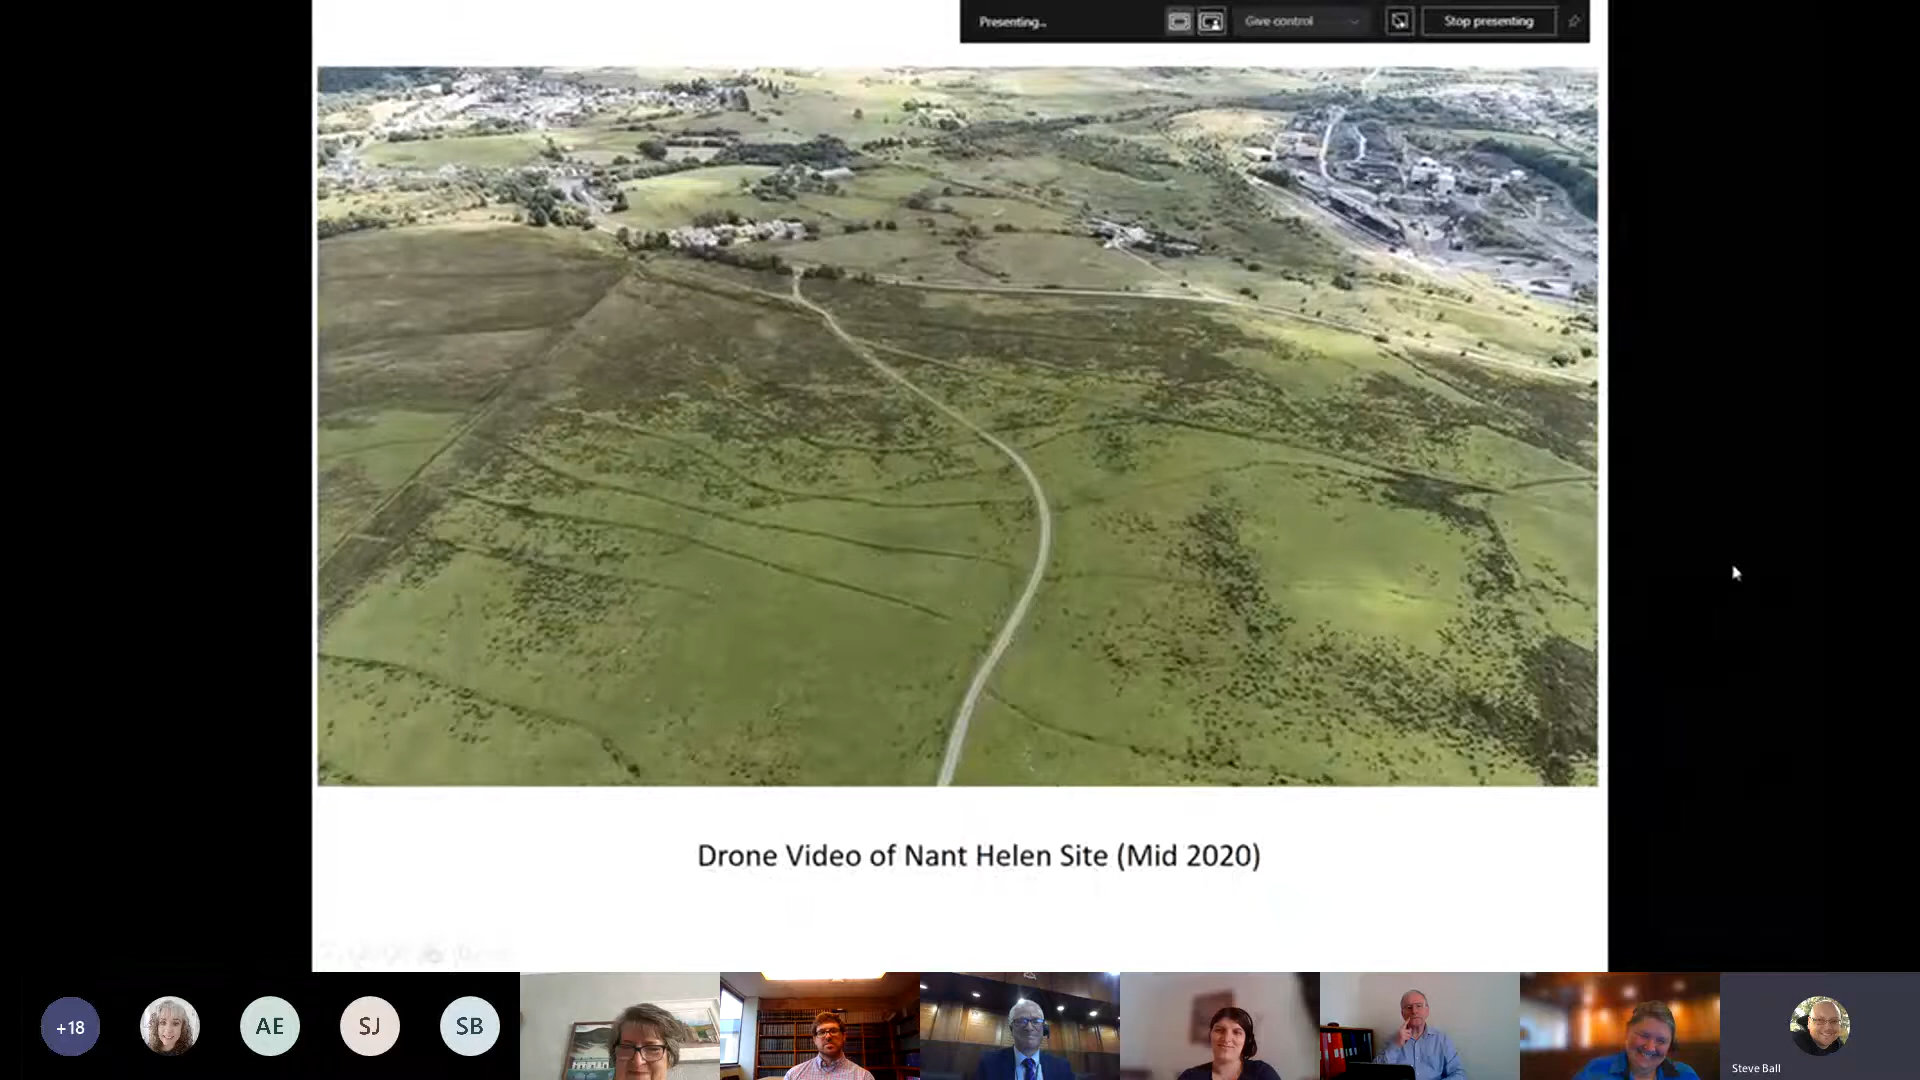 Presenting...
Give control
Stop presenting
Drone Video of Nant Helen Site (Mid 2020)
+18
AE
SJ
SB
Steve Ball